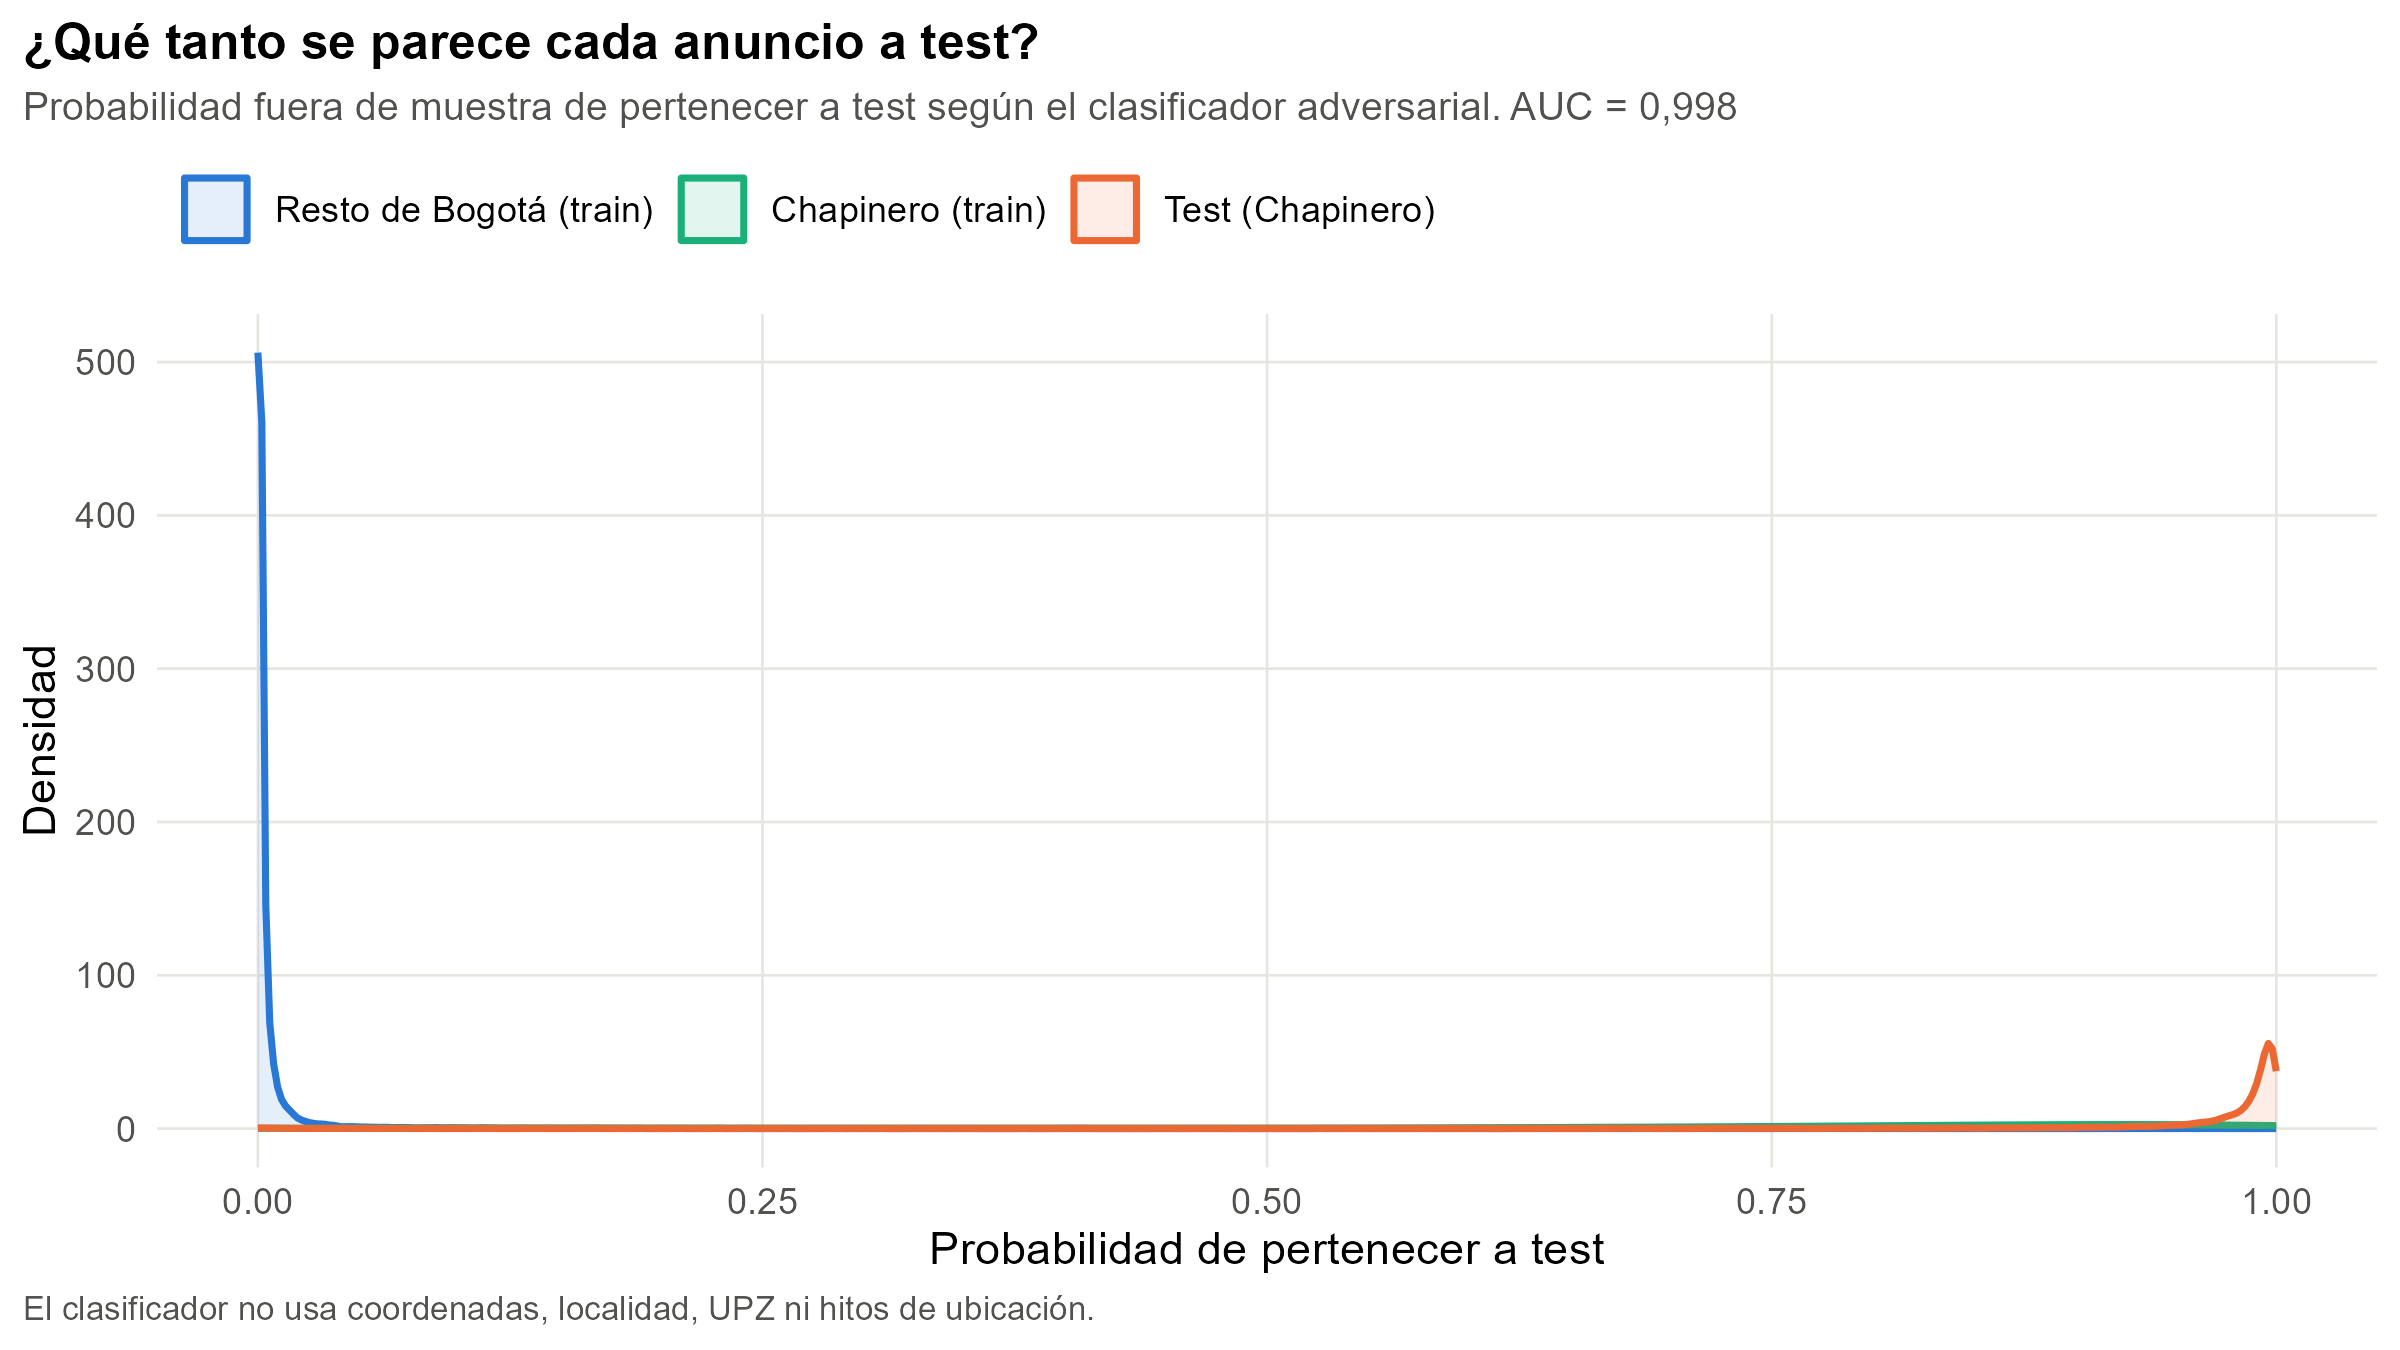 ¿Qué tanto se parece cada anuncio a test?
Probabilidad fuera de muestra de pertenecer a test según el clasificador adversarial. AUC = 0,998
Resto de Bogotá (train) Chapinero (train) Test (Chapinero)
Densidad
500
400
300
200
100
0
0.00 0.25 0.50 0.75 1.00
Probabilidad de pertenecer a test
El clasificador no usa coordenadas, localidad, UPZ ni hitos de ubicación.